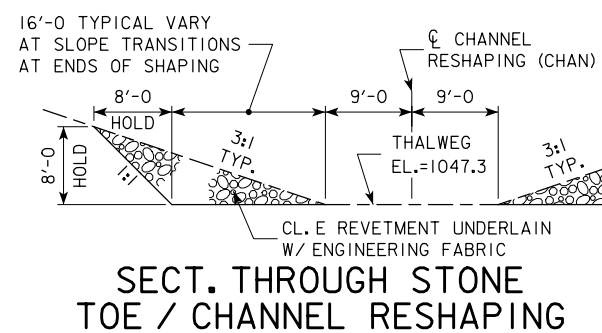 16'-0 TYPICAL VARY
AT SLOPE TRANSITIONS
AT ENDS OF SHAPING
℄ CHANNEL
RESHAPING (CHAN)
8'-0
HOLD
9'-0
9'-0
8'-0
HOLD
1:1
3:1
TYP.
THALWEG
EL.=1047.3
3:1
TYP.
CL. E REVETMENT UNDERLAIN
W/ ENGINEERING FABRIC
SECT. THROUGH STONE
TOE / CHANNEL RESHAPING